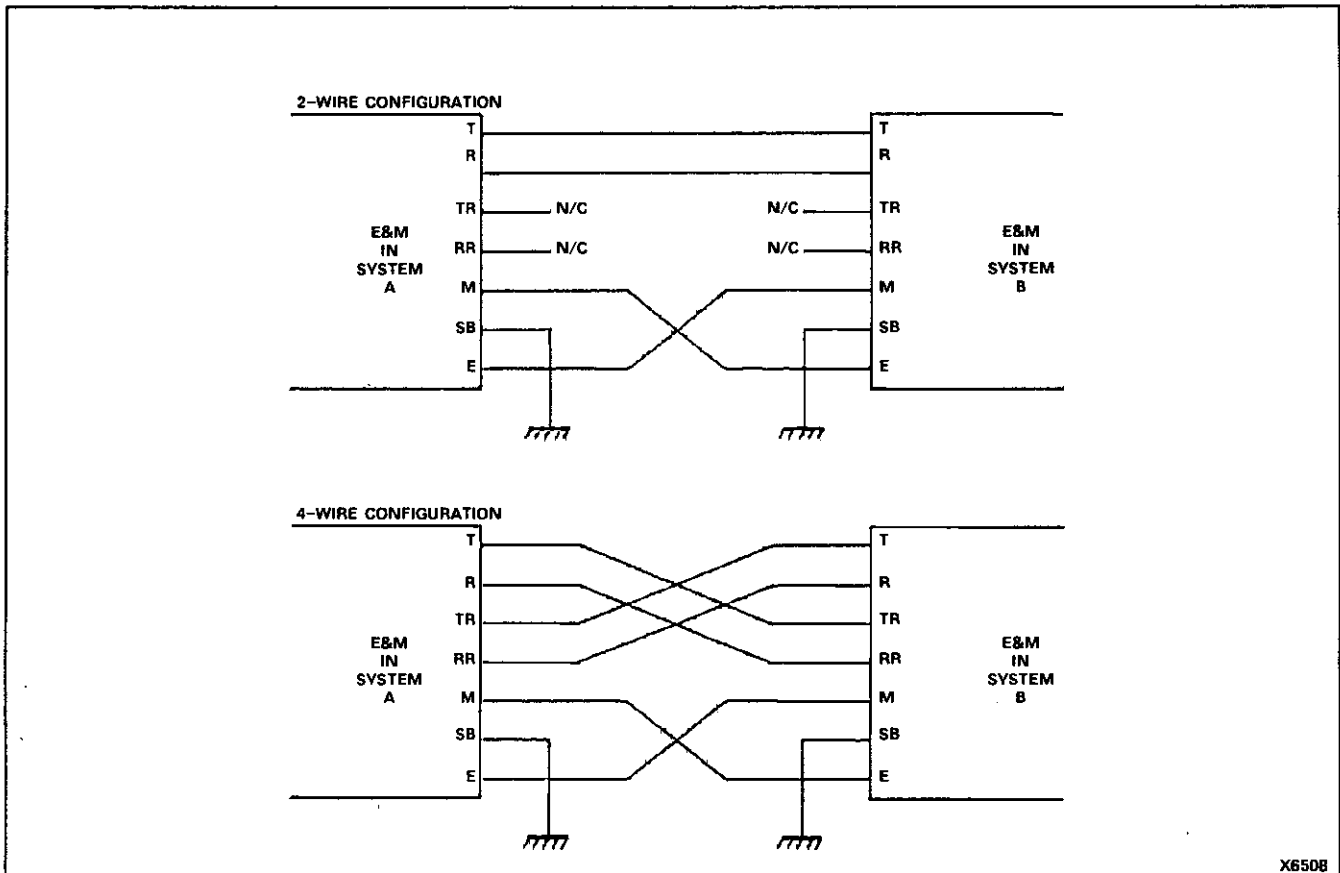 2-WIRE CONFIGURATION
T T
R R
TR N/C N/C TR
RR N/C N/C RR
E&M
IN
SYSTEM
A
E&M
IN
SYSTEM
B
M M
SB SB
E E
4-WIRE CONFIGURATION
T T
R R
TR TR
RR RR
E&M
IN
SYSTEM
A
E&M
IN
SYSTEM
B
M M
SB SB
E E
X6508